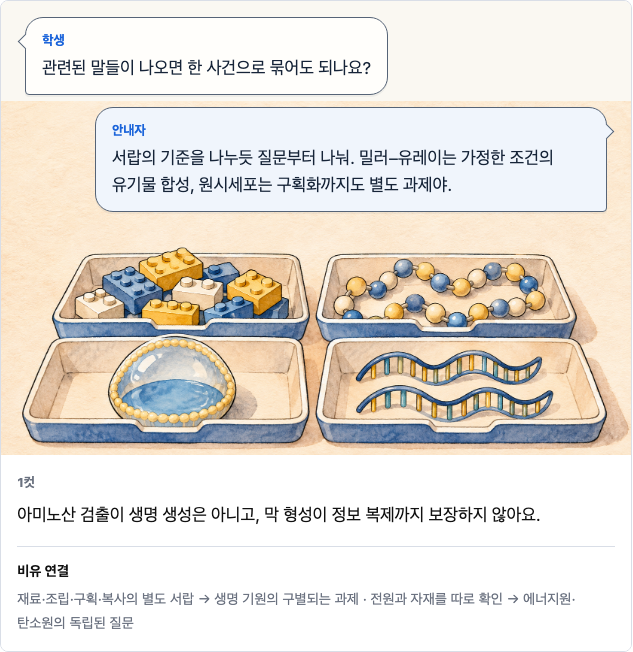 학생
관련된 말들이 나오면 한 사건으로 묶어도 되나요?
안내자
서랍의 기준을 나누듯 질문부터 나눠. 밀러–유레이는 가정한 조건의
유기물 합성, 원시세포는 구획화까지도 별도 과제야.
1컷
아미노산 검출이 생명 생성은 아니고, 막 형성이 정보 복제까지 보장하지 않아요.
비유 연결
재료·조립·구획·복사의 별도 서랍 → 생명 기원의 구별되는 과제 · 전원과 자재를 따로 확인 → 에너지원·
탄소원의 독립된 질문